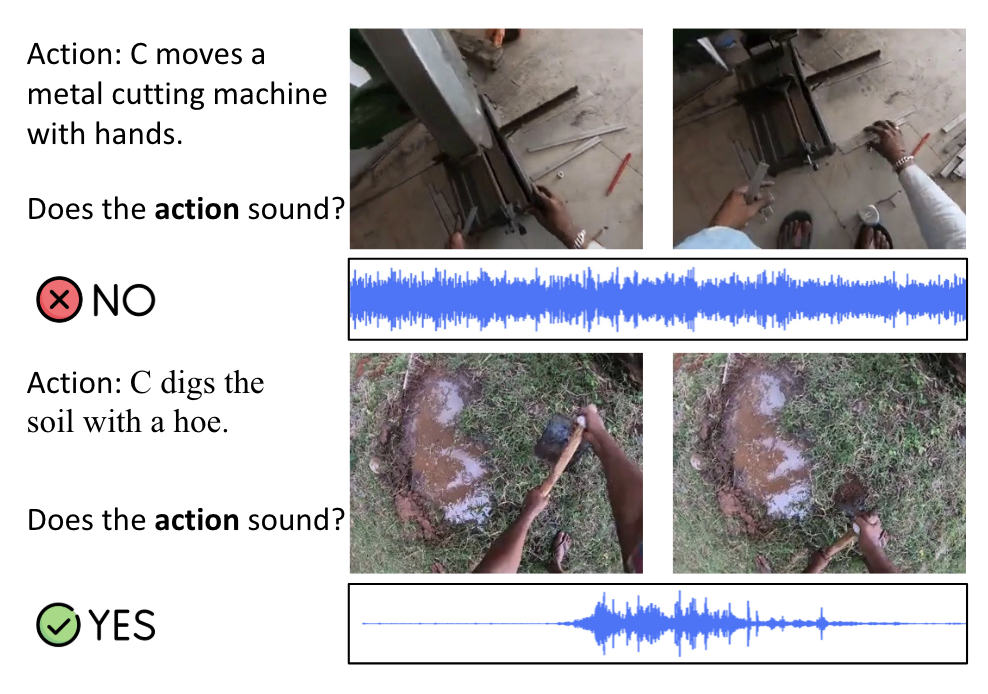 Action: C moves a
metal cutting machine
with hands.
Does the action sound?
NO
Action: C digs the
soil with a hoe.
Does the action sound?
YES